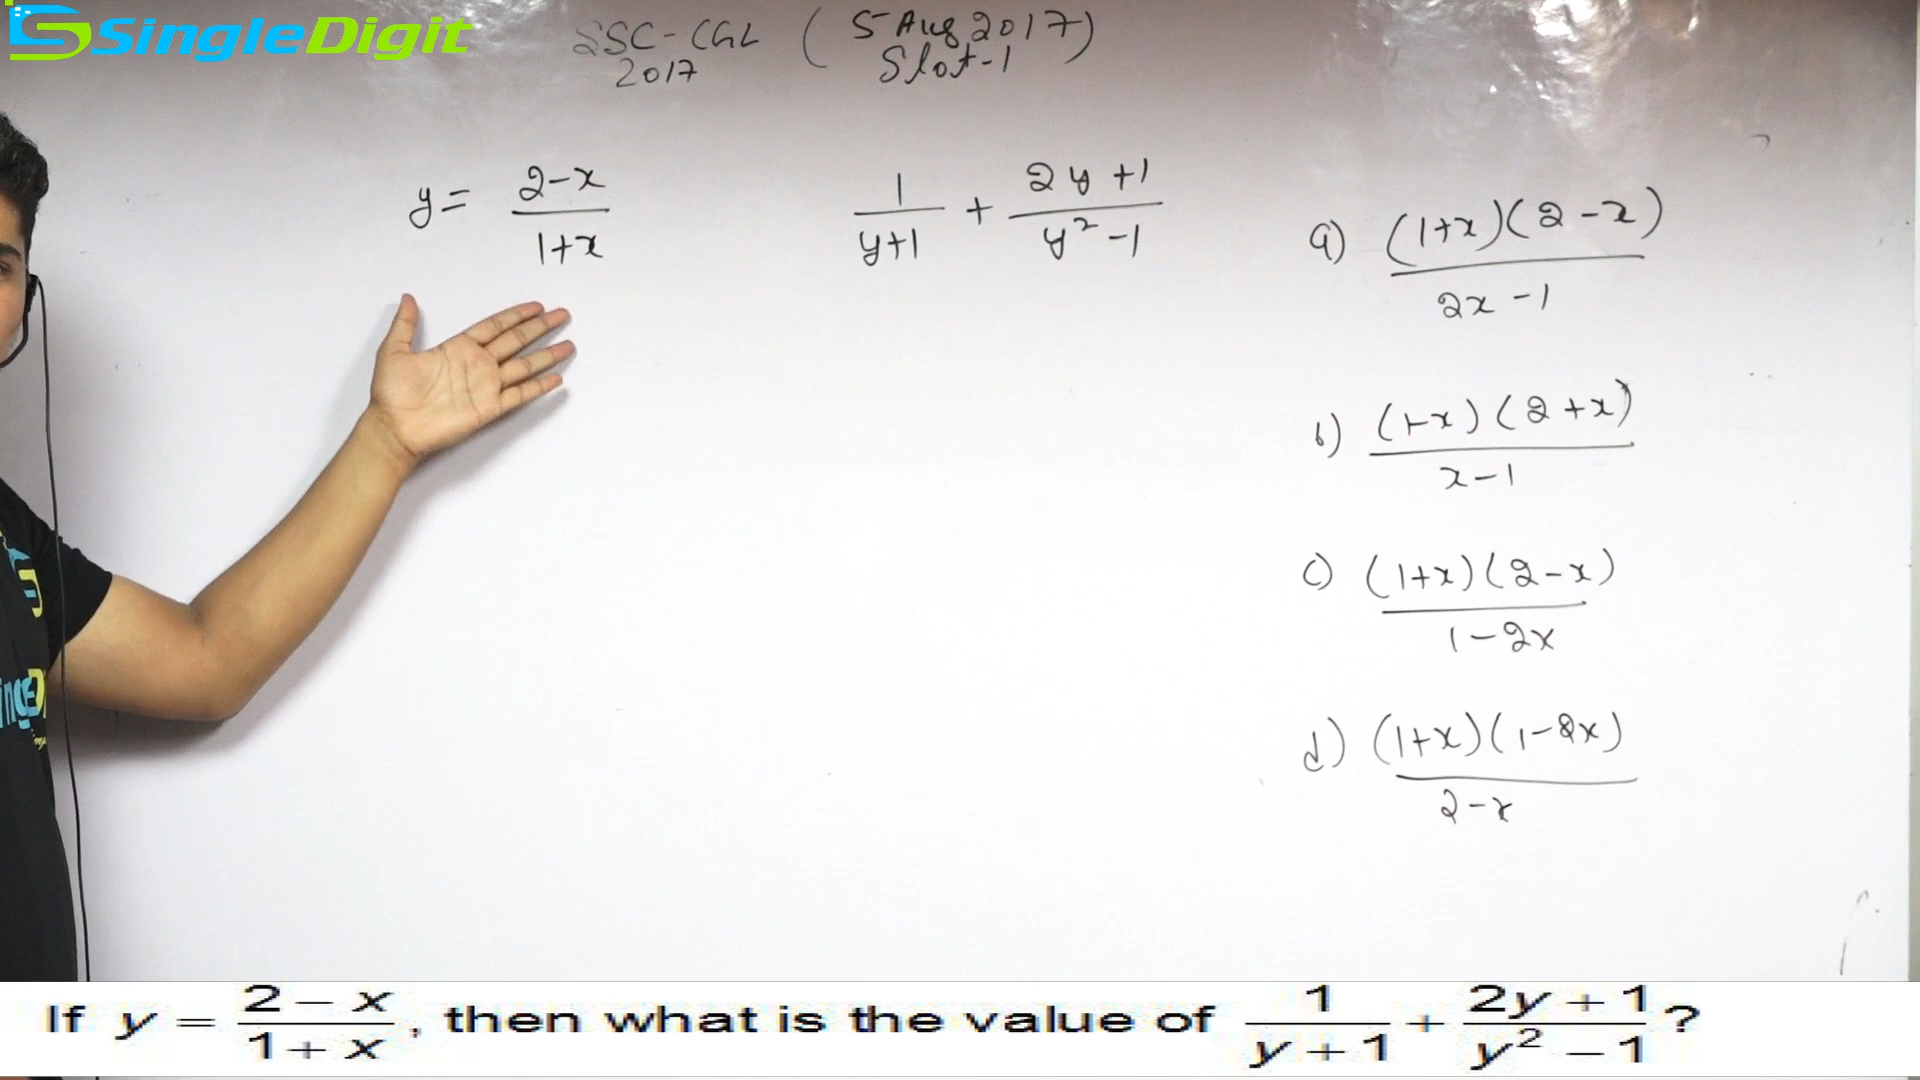 SingleDigit
SSC-CGL 2017 ( 5 Aug 2017 Slot-1 )
y = (2-x)/(1+x)
1/(y+1) + (2y+1)/(y²-1)
a) (1+x)(2-x)/(2x-1)
b) (1-x)(2+x)/(x-1)
c) (1+x)(2-x)/(1-2x)
d) (1+x)(1-2x)/(2-x)
If y = (2-x)/(1+x), then what is the value of 1/(y+1) + (2y+1)/(y²-1)?